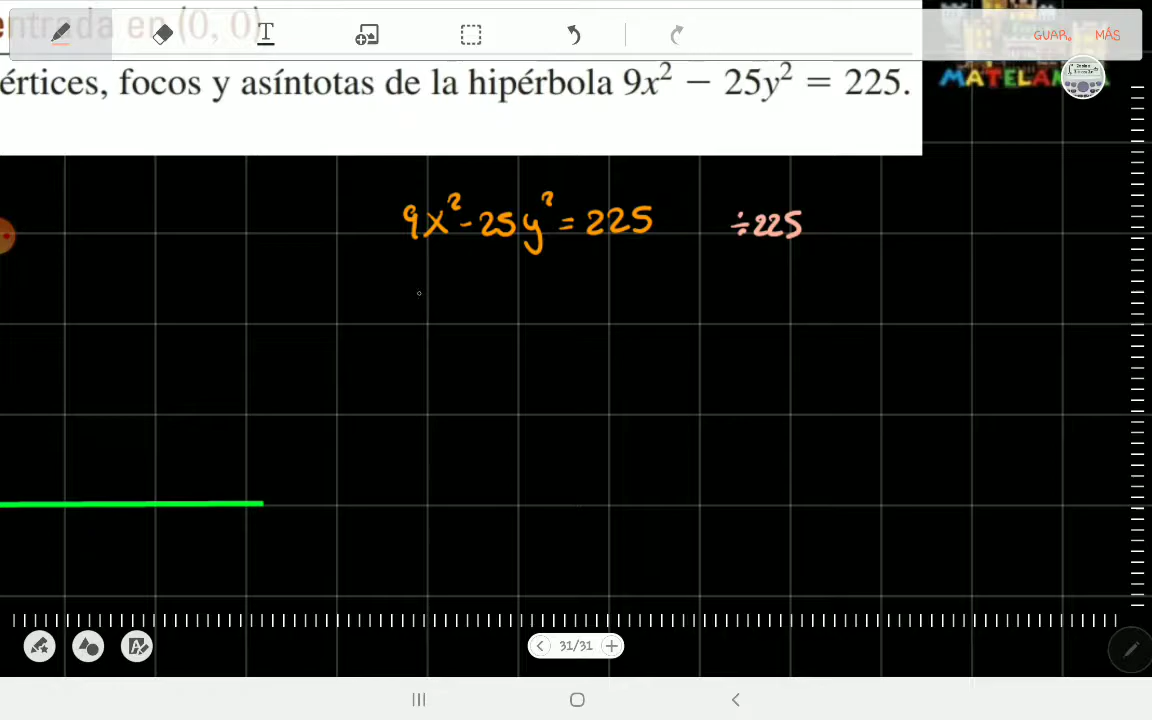 entrada en (0, 0)
T
GUAR. MÁS
értices, focos y asíntotas de la hipérbola 9x² − 25y² = 225.
9x² - 25y² = 225 ÷225
31/31